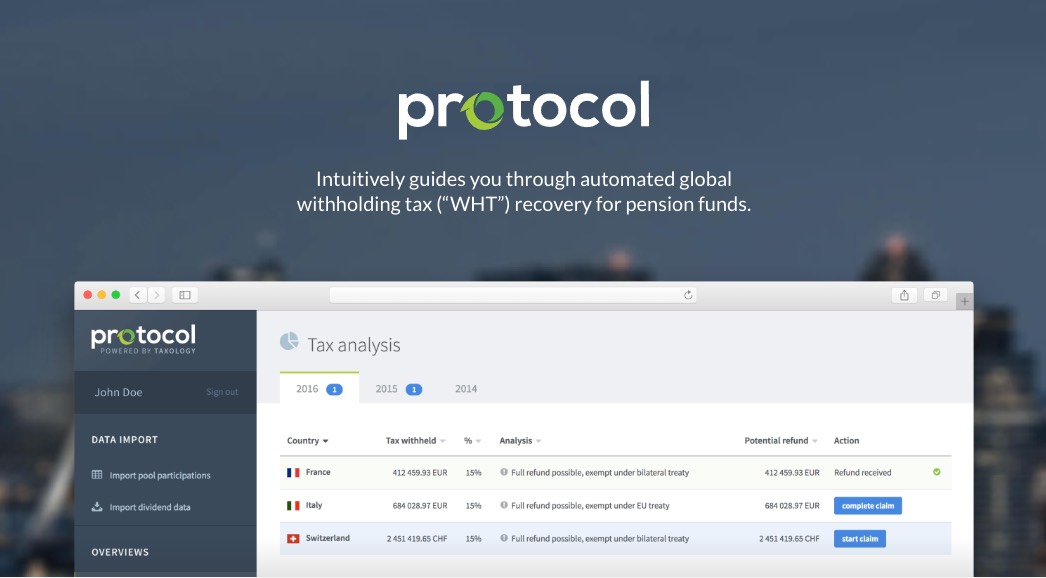 protocol
Intuitively guides you through automated global
withholding tax (“WHT”) recovery for pension funds.
protocol
POWERED BY TAXOLOGY
John Doe Sign out
DATA IMPORT
Import pool participations
Import dividend data
OVERVIEWS
Tax analysis
2016 1 2015 1 2014
Country Tax withheld % Analysis Potential refund Action
France 412 459.93 EUR 15% Full refund possible, exempt under bilateral treaty 412 459.93 EUR Refund received
Italy 684 028.97 EUR 15% Full refund possible, exempt under EU treaty 684 028.97 EUR complete claim
Switzerland 2 451 419.65 CHF 15% Full refund possible, exempt under bilateral treaty 2 451 419.65 CHF start claim